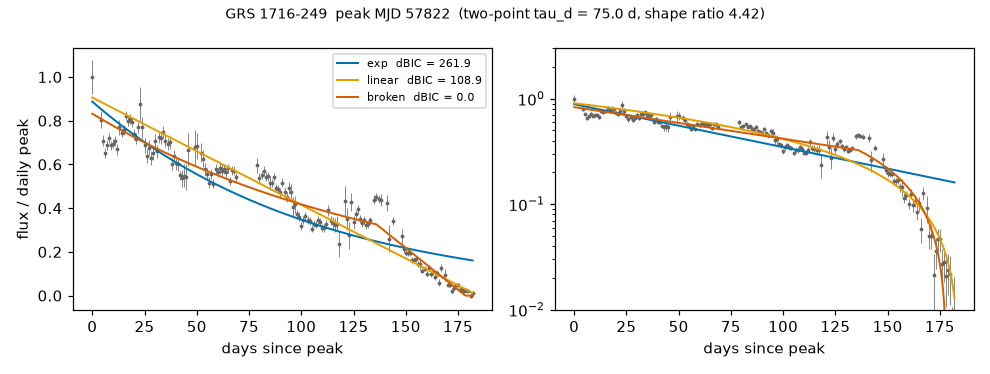 GRS 1716-249  peak MJD 57822  (two-point tau_d = 75.0 d, shape ratio 4.42)
exp  dBIC = 261.9
linear  dBIC = 108.9
broken  dBIC = 0.0
flux / daily peak
1.0
0.8
0.6
0.4
0.2
0.0
0 25 50 75 100 125 150 175
days since peak
10^0
10^−1
10^−2
0 25 50 75 100 125 150 175
days since peak